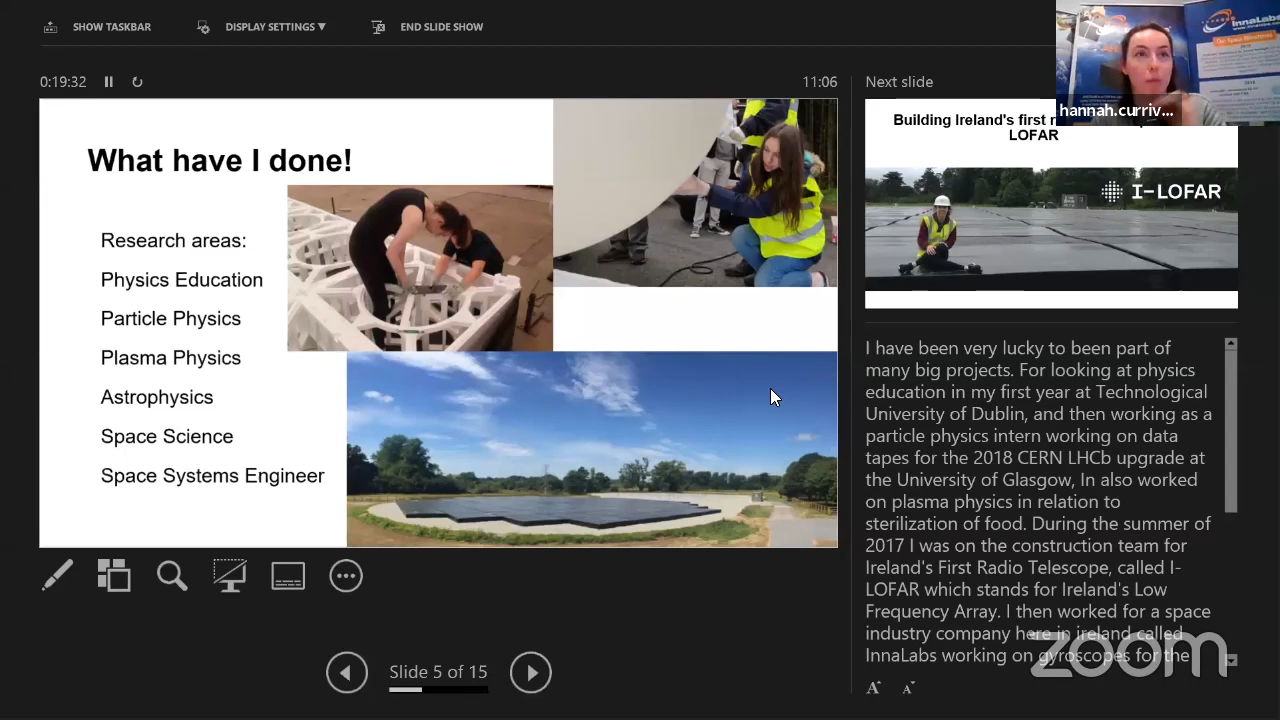 SHOW TASKBAR
DISPLAY SETTINGS ▼
END SLIDE SHOW
0:19:32
11:06
Next slide
InnaLabs
hannah.curriv...
What have I done!
Research areas:
Physics Education
Particle Physics
Plasma Physics
Astrophysics
Space Science
Space Systems Engineer
Building Ireland's first
LOFAR
I-LOFAR
I have been very lucky to been part of
many big projects. For looking at physics
education in my first year at Technological
University of Dublin, and then working as a
particle physics intern working on data
tapes for the 2018 CERN LHCb upgrade at
the University of Glasgow, In also worked
on plasma physics in relation to
sterilization of food. During the summer of
2017 I was on the construction team for
Ireland's First Radio Telescope, called I-
LOFAR which stands for Ireland's Low
Frequency Array. I then worked for a space
industry company here in ireland called
InnaLabs working on gyroscopes for the
zoom
Slide 5 of 15
A A